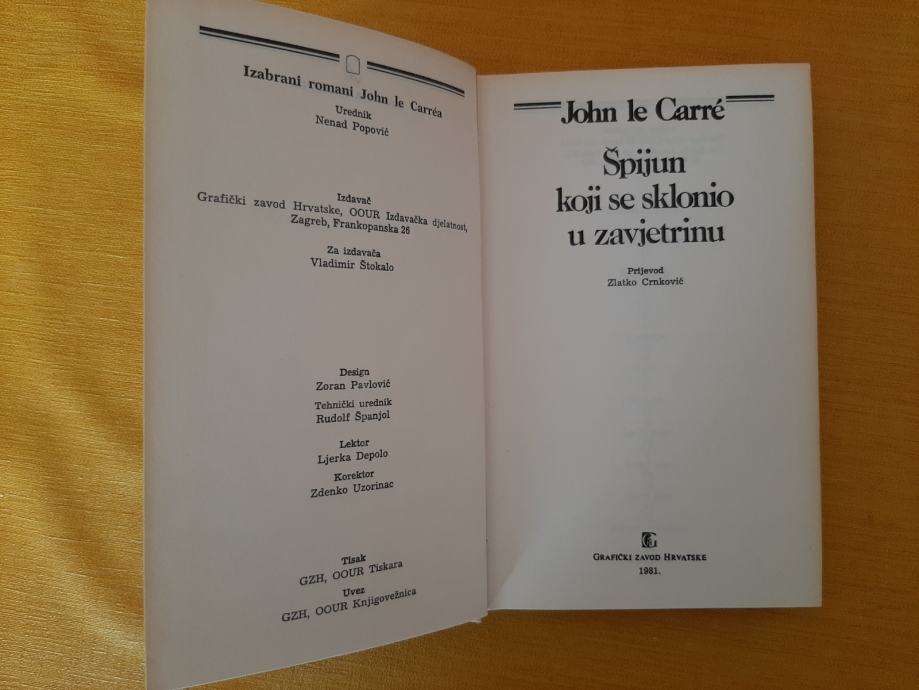 Izabrani romani John le Carréa
Urednik
Nenad Popović
Izdavač
Grafički zavod Hrvatske, OOUR Izdavačka djelatnost,
Zagreb, Frankopanska 26
Za izdavača
Vladimir Štokalo
Design
Zoran Pavlović
Tehnički urednik
Rudolf Španjol
Lektor
Ljerka Depolo
Korektor
Zdenko Uzorinac
Tisak
GZH, OOUR Tiskara
Uvez
GZH, OOUR Knjigovežnica
John le Carré
Špijun
koji se sklonio
u zavjetrinu
Prijevod
Zlatko Crnković
GRAFIČKI ZAVOD HRVATSKE
1981.